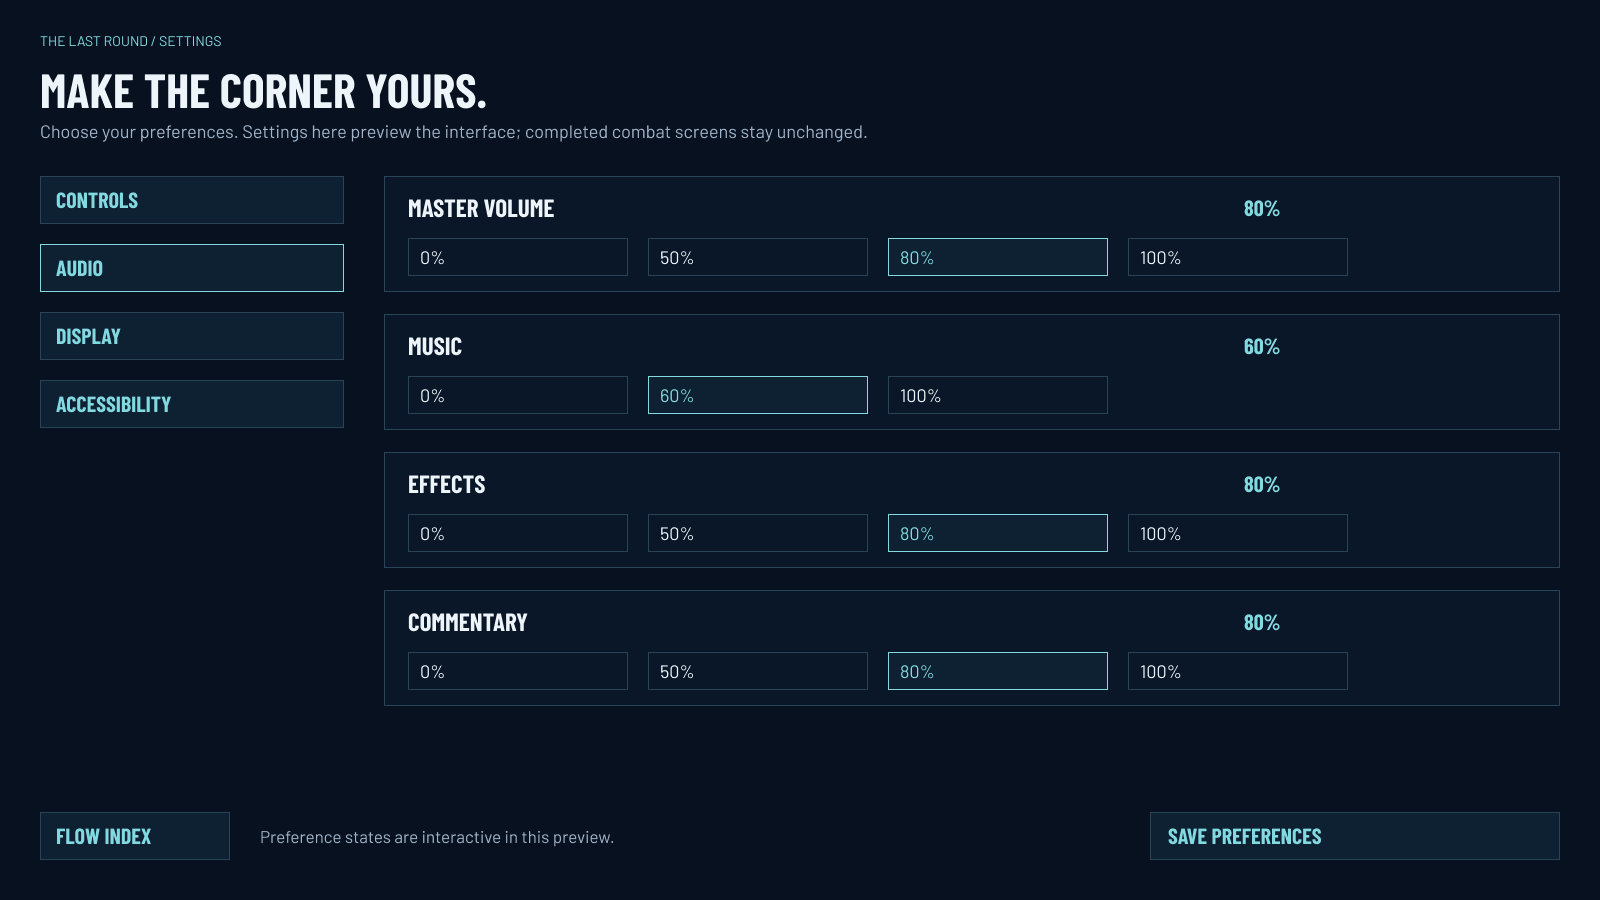 THE LAST ROUND / SETTINGS
MAKE THE CORNER YOURS.
Choose your preferences. Settings here preview the interface; completed combat screens stay unchanged.
CONTROLS
AUDIO
DISPLAY
ACCESSIBILITY
MASTER VOLUME 80%
0% 50% 80% 100%
MUSIC 60%
0% 60% 100%
EFFECTS 80%
0% 50% 80% 100%
COMMENTARY 80%
0% 50% 80% 100%
FLOW INDEX Preference states are interactive in this preview. SAVE PREFERENCES